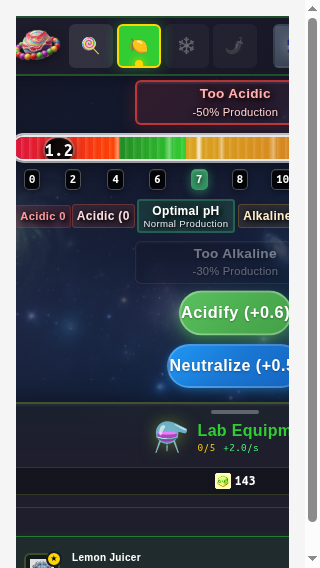 Too Acidic
-50% Production
1.2
0 2 4 6 7 8 10
Acidic 0
Acidic (0
Optimal pH
Normal Production
Alkaline
Too Alkaline
-30% Production
Acidify (+0.6)
Neutralize (+0.5
Lab Equipm
0/5 +2.0/s
143
Lemon Juicer